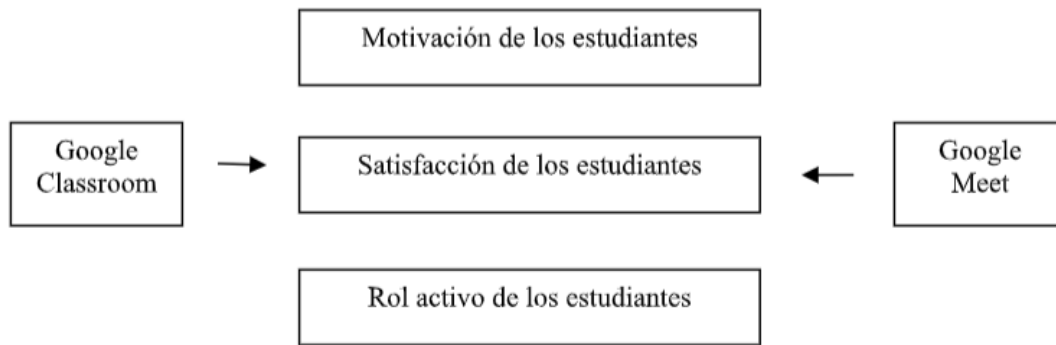 Motivación de los estudiantes
Google
Classroom
Satisfacción de los estudiantes
Google
Meet
Rol activo de los estudiantes